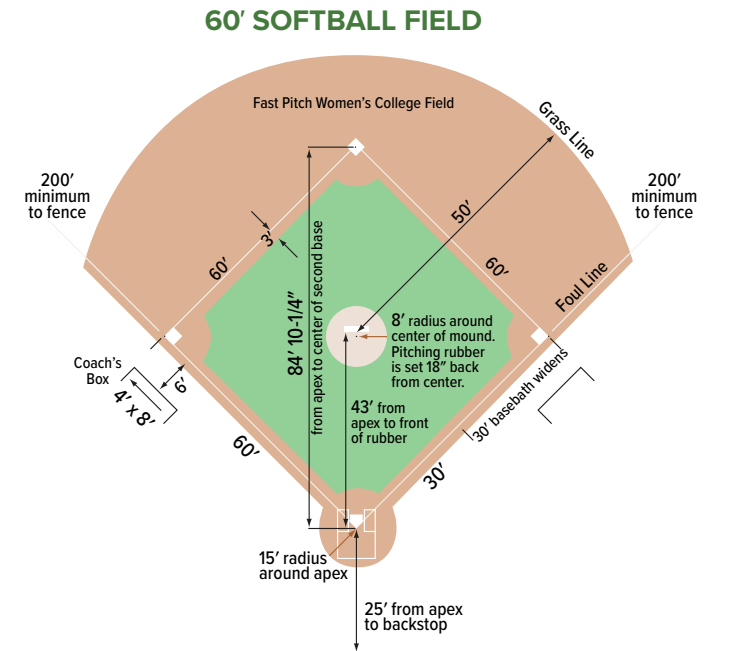 60′ SOFTBALL FIELD
Fast Pitch Women's College Field
Grass Line
200′
minimum
to fence
200′
minimum
to fence
50′
3′
60′
60′
84′ 10-1/4″
from apex to center of second base
Foul Line
8′ radius around
center of mound.
Pitching rubber
is set 18″ back
from center.
Coach's
Box
4′ x 8′
6′
30′ basebath widens
43′ from
apex to front
of rubber
60′
30′
15′ radius
around apex
25′ from apex
to backstop